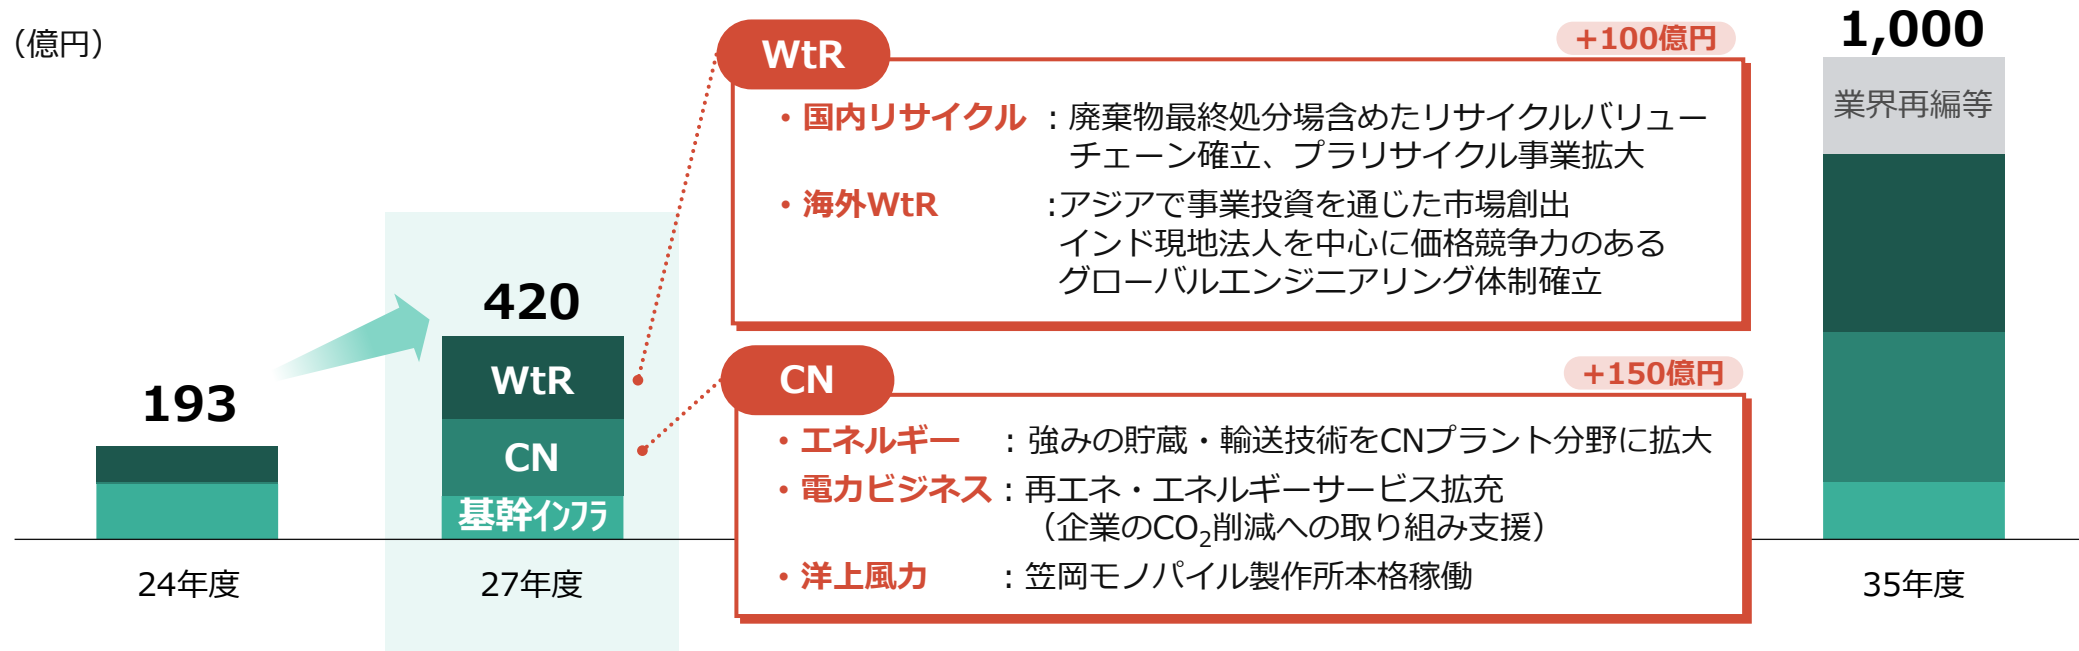 （億円）
193
24年度
420
WtR
CN
基幹インフラ
27年度
WtR
+100億円
・国内リサイクル ：廃棄物最終処分場含めたリサイクルバリュー
チェーン確立、プラリサイクル事業拡大
・海外WtR :アジアで事業投資を通じた市場創出
インド現地法人を中心に価格競争力のある
グローバルエンジニアリング体制確立
CN
+150億円
・エネルギー ：強みの貯蔵・輸送技術をCNプラント分野に拡大
・電力ビジネス：再エネ・エネルギーサービス拡充
（企業のCO₂削減への取り組み支援）
・洋上風力 ：笠岡モノパイル製作所本格稼働
1,000
業界再編等
35年度